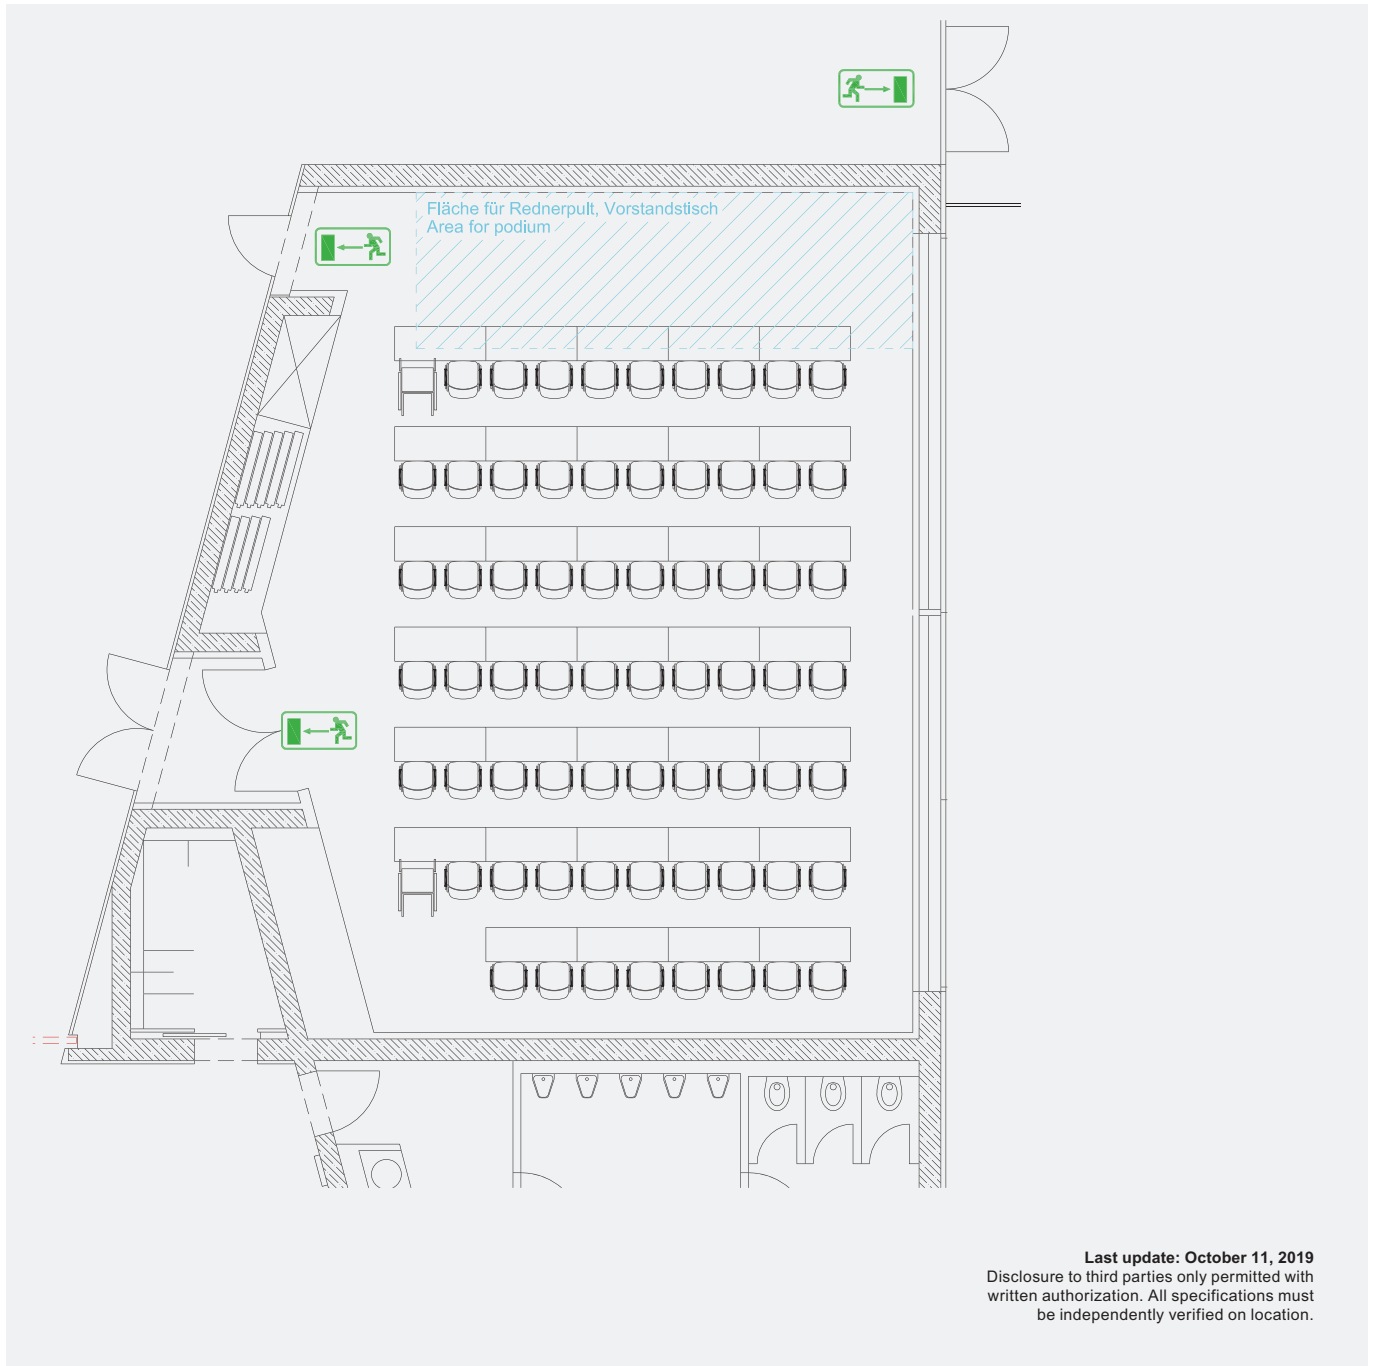 Fläche für Rednerpult, Vorstandstisch
Area for podium
Last update: October 11, 2019
Disclosure to third parties only permitted with
written authorization. All specifications must
be independently verified on location.